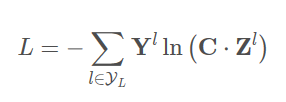 L = − ∑_{l∈𝒴_L} 𝐘^l ln (𝐂 · 𝐙^l)